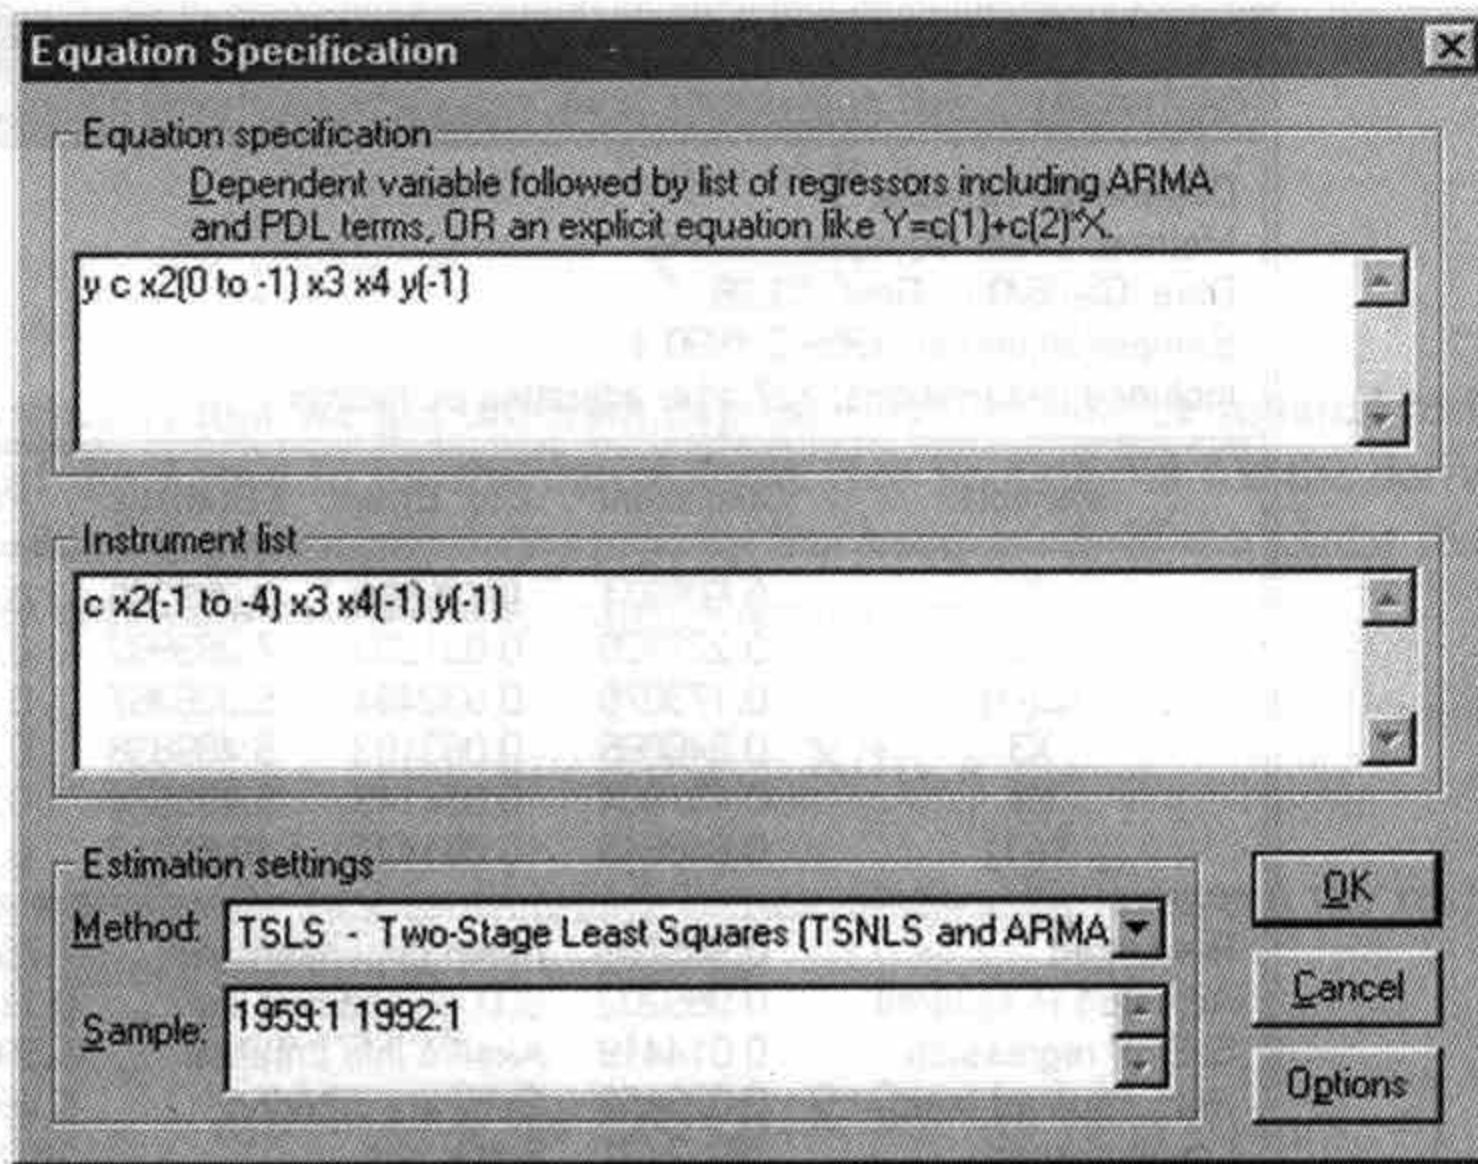 Equation Specification
Equation specification
Dependent variable followed by list of regressors including ARMA
and PDL terms, OR an explicit equation like Y=c(1)+c(2)*X.
y c x2(0 to -1) x3 x4 y(-1)
Instrument list
c x2(-1 to -4) x3 x4(-1) y(-1)
Estimation settings
Method: TSLS - Two-Stage Least Squares (TSNLS and ARMA
Sample: 1959:1 1992:1
OK
Cancel
Options